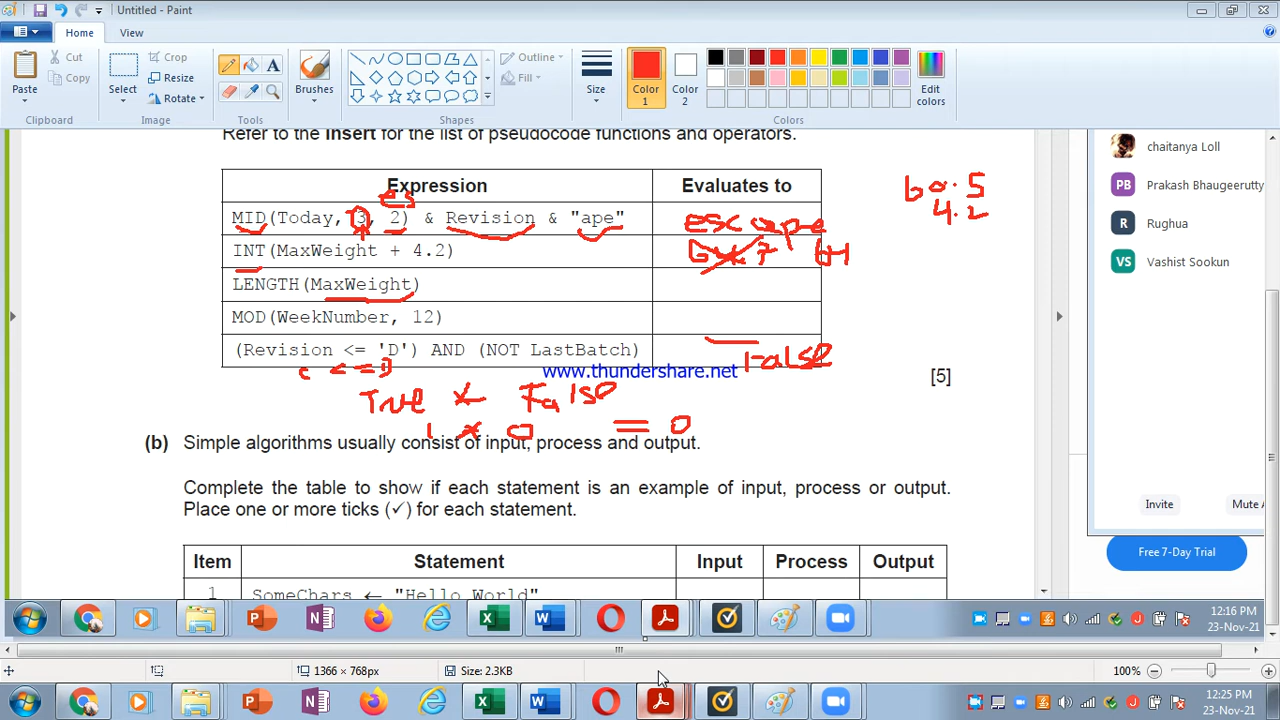 Untitled - Paint
Home View
Paste
Cut
Copy
Clipboard
Select
Crop
Resize
Rotate
Image
Tools
Brushes
Shapes
Outline
Fill
Size
Color 1
Color 2
Edit colors
Colors
Refer to the Insert for the list of pseudocode functions and operators.
Expression Evaluates to
es
MID(Today, 3, 2) & Revision & "ape" escape
INT(MaxWeight + 4.2) 64
LENGTH(MaxWeight)
MOD(WeekNumber, 12)
(Revision <= 'D') AND (NOT LastBatch) False
60.5
4.2
c <= D
www.thundershare.net
[5]
True False
1 × 0 = 0
(b) Simple algorithms usually consist of input, process and output.
Complete the table to show if each statement is an example of input, process or output.
Place one or more ticks (✓) for each statement.
Item Statement Input Process Output
1 SomeChars ← "Hello World"
chaitanya Loll
PB Prakash Bhaugeerutty
Rughua
VS Vashist Sookun
Invite Mute A
Free 7-Day Trial
12:16 PM
23-Nov-21
1366 × 768px Size: 2.3KB 100%
12:25 PM
23-Nov-21